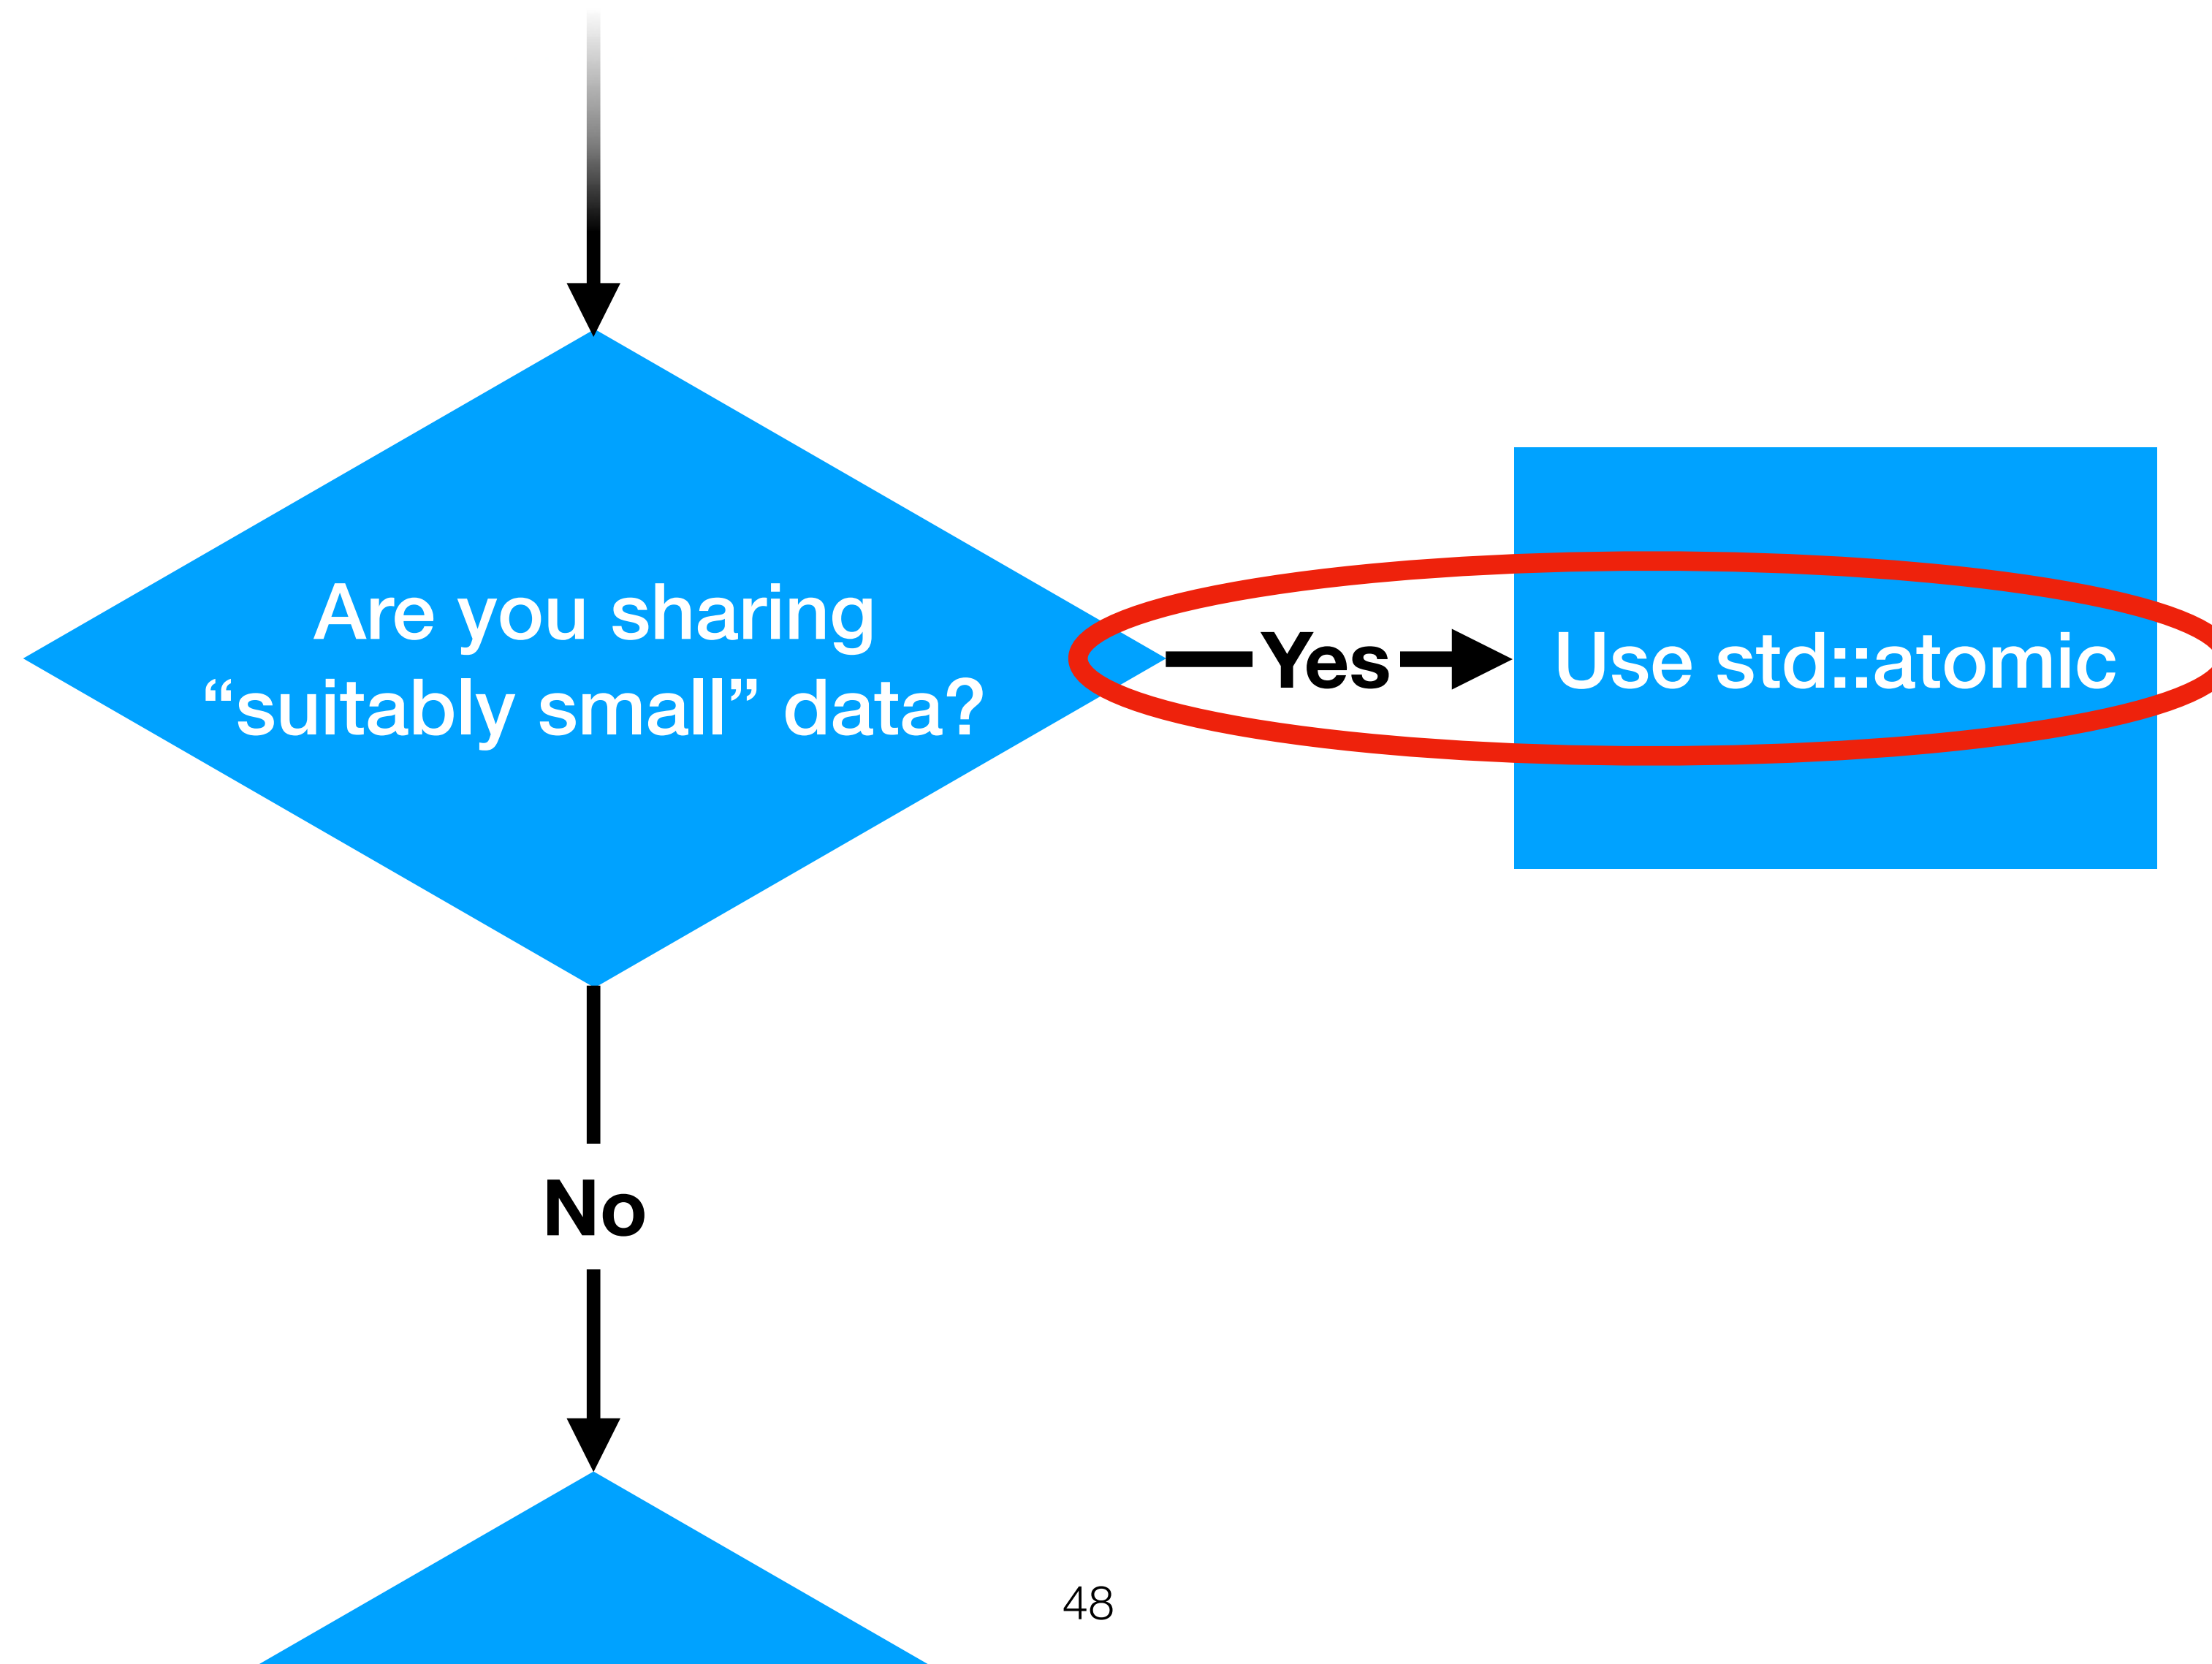 Are you sharing
“suitably small” data?
Yes
Use std::atomic
No
48